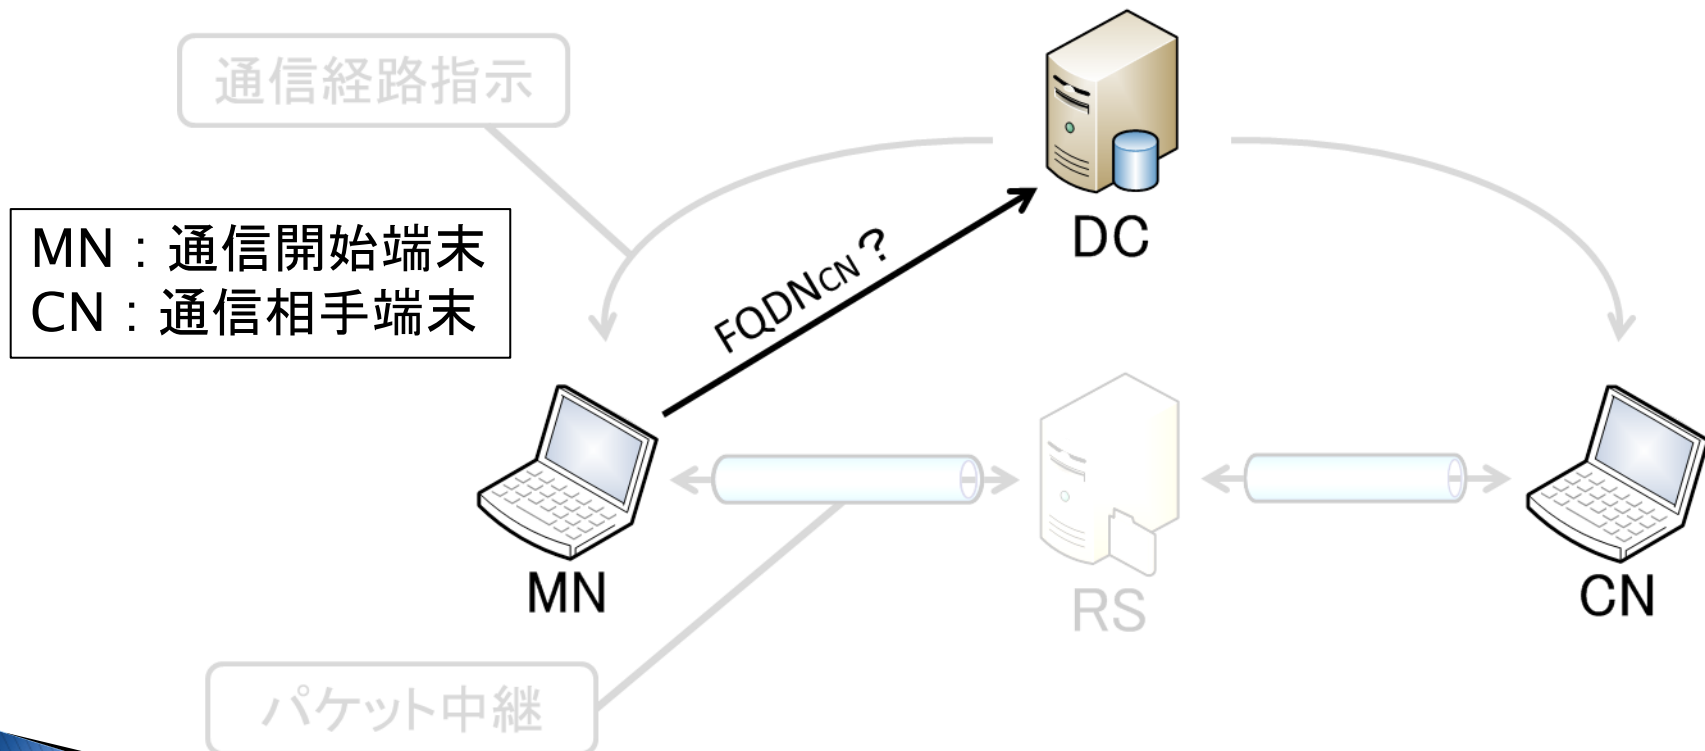 通信経路指示
DC
MN：通信開始端末
CN：通信相手端末
FQDNCN？
MN
RS
CN
パケット中継